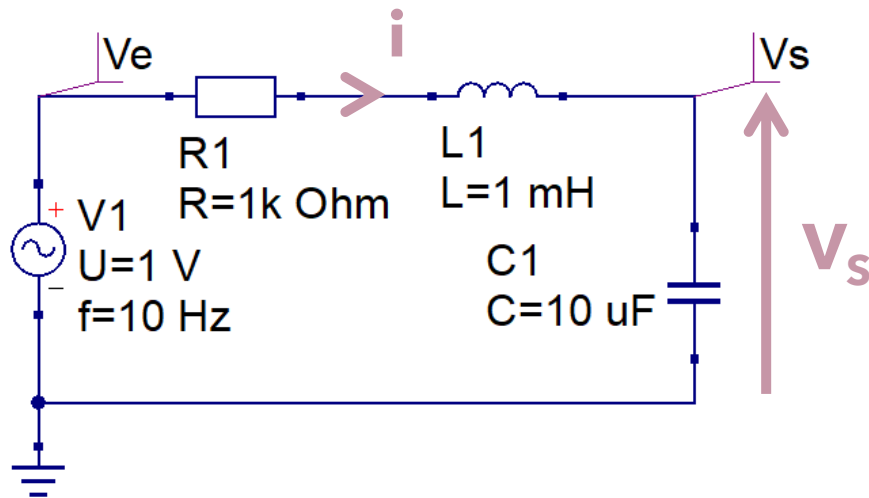 Ve
i
Vs
R1
R=1k Ohm
L1
L=1 mH
+
V1
U=1 V
f=10 Hz
–
C1
C=10 uF
vs